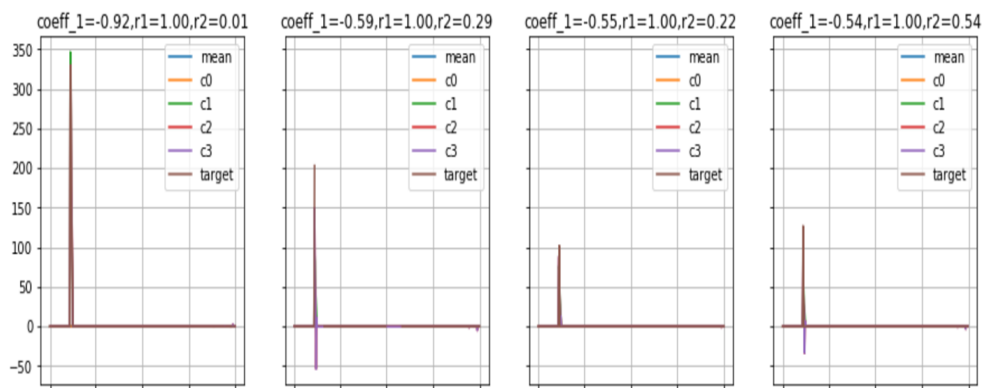 coeff_1=-0.92,r1=1.00,r2=0.01
coeff_1=-0.59,r1=1.00,r2=0.29
coeff_1=-0.55,r1=1.00,r2=0.22
coeff_1=-0.54,r1=1.00,r2=0.54
350
300
250
200
150
100
50
0
−50
mean
c0
c1
c2
c3
target
mean
c0
c1
c2
c3
target
mean
c0
c1
c2
c3
target
mean
c0
c1
c2
c3
target